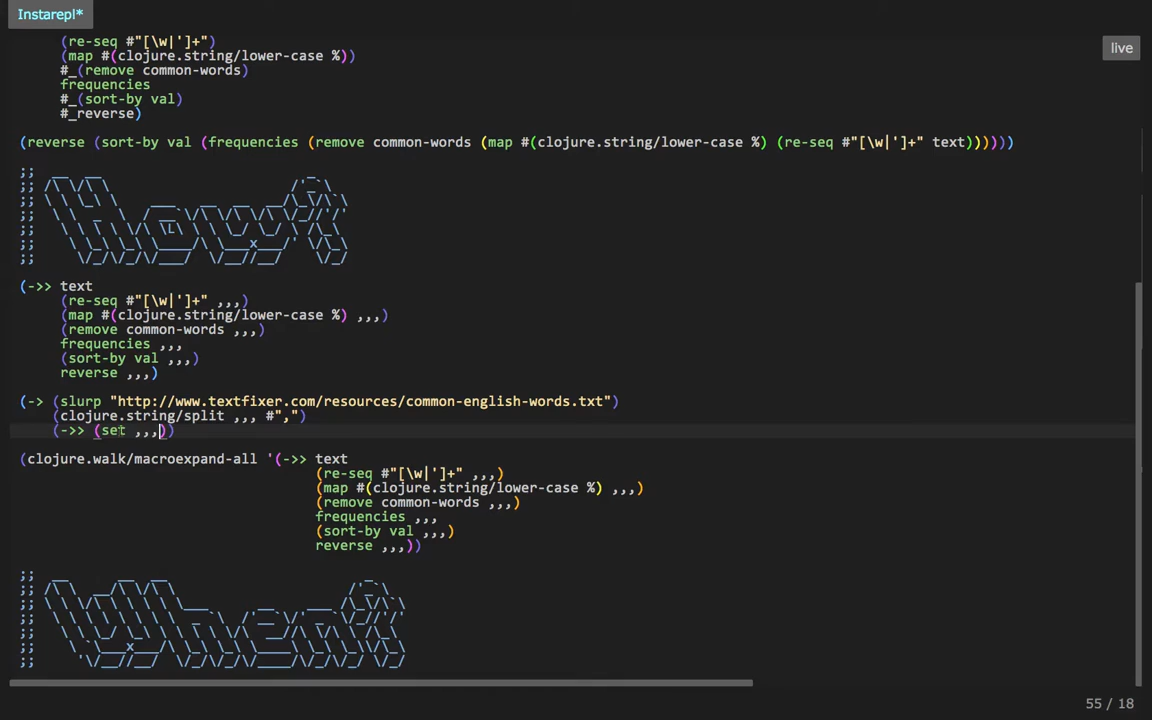 Instarepl*
live
(re-seq #"[\w|']+")
(map #(clojure.string/lower-case %))
#_(remove common-words)
frequencies
#_(sort-by val)
#_reverse)
(reverse (sort-by val (frequencies (remove common-words (map #(clojure.string/lower-case %) (re-seq #"[\w|']+" text))))))
How?
(->> text
(re-seq #"[\w|']+" ,,,)
(map #(clojure.string/lower-case %) ,,,)
(remove common-words ,,,)
frequencies ,,,
(sort-by val ,,,)
reverse ,,,)
(-> (slurp "http://www.textfixer.com/resources/common-english-words.txt")
(clojure.string/split ,,, #",")
(->> (set ,,,))
(clojure.walk/macroexpand-all '(->> text
(re-seq #"[\w|']+" ,,,)
(map #(clojure.string/lower-case %) ,,,)
(remove common-words ,,,)
frequencies ,,,
(sort-by val ,,,)
reverse ,,,))
When?
55 / 18